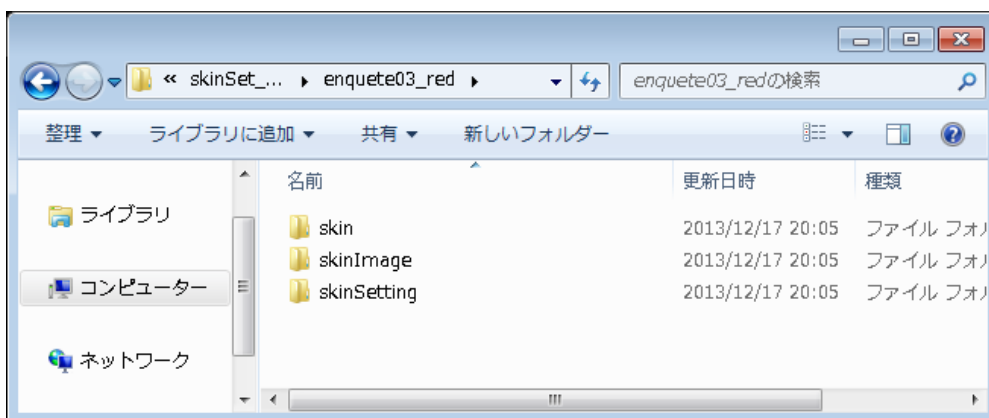 « skinSet_... ▸ enquete03_red ▸ enquete03_redの検索
整理 ▼ ライブラリに追加 ▼ 共有 ▼ 新しいフォルダー
名前 更新日時 種類
ライブラリ
skin 2013/12/17 20:05 ファイル フォル
skinImage 2013/12/17 20:05 ファイル フォル
コンピューター
skinSetting 2013/12/17 20:05 ファイル フォル
ネットワーク